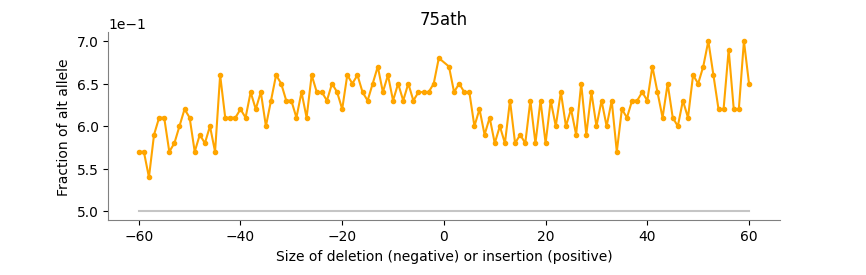 75ath
1e−1
7.0
6.5
6.0
5.5
5.0
Fraction of alt allele
−60 −40 −20 0 20 40 60
Size of deletion (negative) or insertion (positive)